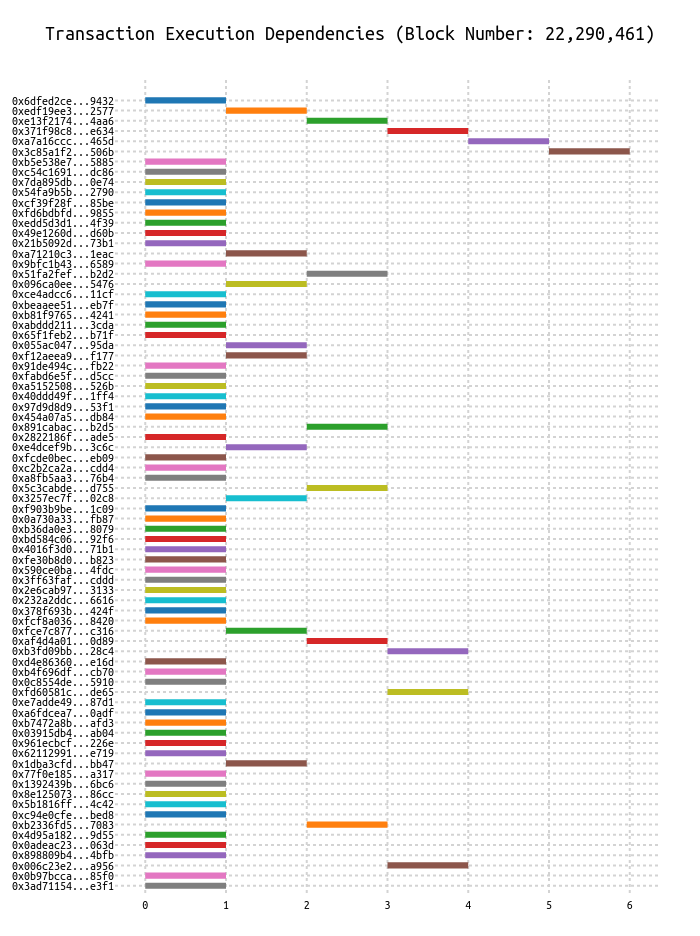 Transaction Execution Dependencies (Block Number: 22,290,461)
0x6dfed2ce...9432
0xedf19ee3...2577
0xe13f2174...4aa6
0x371f98c8...e634
0xa7a16ccc...465d
0x3c85a1f2...506b
0xb5e538e7...5885
0xc54c1691...dc86
0x7da895db...0e74
0x54fa9b5b...2790
0xcf39f28f...85be
0xfd6bdbfd...9855
0xedd5d3d1...4f39
0x49e1260d...d60b
0x21b5092d...73b1
0xa71210c3...1eac
0x9bfc1b43...6589
0x51fa2fef...b2d2
0x096ca0ee...5476
0xce4adcc6...11cf
0xbeaaee51...eb7f
0xb81f9765...4241
0xabddd211...3cda
0x65f1feb2...b71f
0x055ac047...95da
0xf12aeea9...f177
0x91de494c...fb22
0xfabd6e5f...d5cc
0xa5152508...526b
0x40ddd49f...1ff4
0x97d9d8d9...53f1
0x454a07a5...db84
0x891cabac...b2d5
0x2822186f...ade5
0xe4dcef9b...3c6c
0xfcde0bec...eb09
0xc2b2ca2a...cdd4
0xa8fb5aa3...76b4
0x5c3cabde...d755
0x3257ec7f...02c8
0xf903b9be...1c09
0x0a730a33...fb87
0xb36da0e3...8079
0xbd584c06...92f6
0x4016f3d0...71b1
0xfe30b8d0...b823
0x590ce0ba...4fdc
0x3ff63faf...cddd
0x2e6cab97...3133
0x232a2ddc...6616
0x378f693b...424f
0xfcf8a036...8420
0xfce7c877...c316
0xaf4d4a01...0d89
0xb3fd09bb...28c4
0xd4e86360...e16d
0xb4f696df...cb70
0x0c8554de...5910
0xfd60581c...de65
0xe7adde49...87d1
0xa6fdcea7...0adf
0xb7472a8b...afd3
0x03915db4...ab04
0x961ecbcf...226e
0x62112991...e719
0x1dba3cfd...bb47
0x77f0e185...a317
0x1392439b...6bc6
0x8e125073...86cc
0x5b1816ff...4c42
0xc94e0cfe...bed8
0xb2336fd5...7083
0x4d95a182...9d55
0x0adeac23...063d
0x898809b4...4bfb
0x006c23e2...a956
0x0b97bcca...85f0
0x3ad71154...e3f1
0 1 2 3 4 5 6